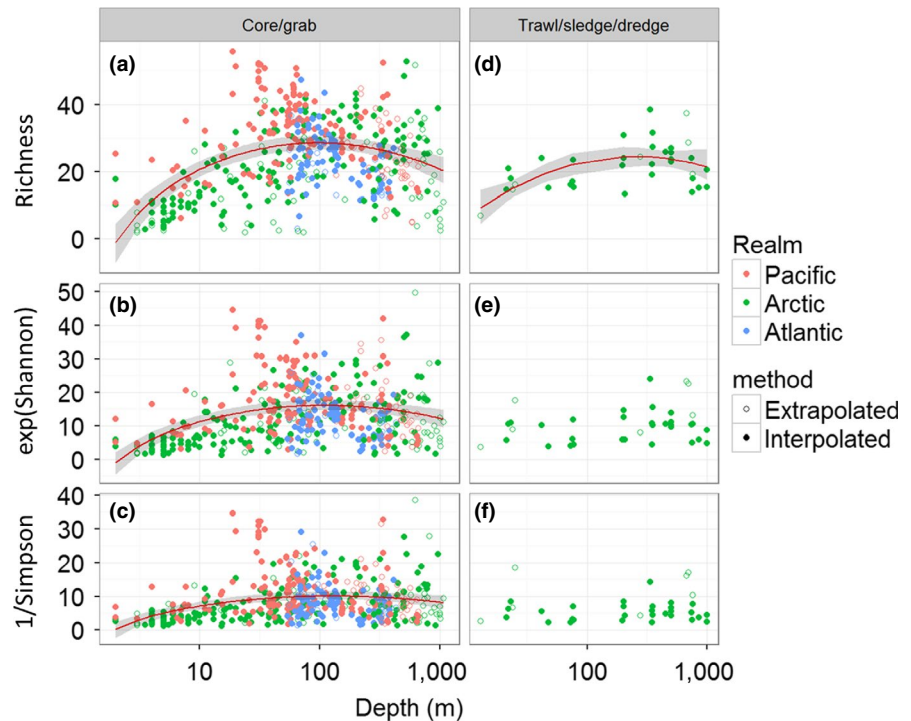 Core/grab
Trawl/sledge/dredge
(a)
(d)
40
20
0
Richness
(b)
(e)
50
40
30
20
10
0
exp(Shannon)
(c)
(f)
40
30
20
10
0
1/Simpson
10
100
1,000
100
1,000
Depth (m)
Realm
Pacific
Arctic
Atlantic
method
Extrapolated
Interpolated